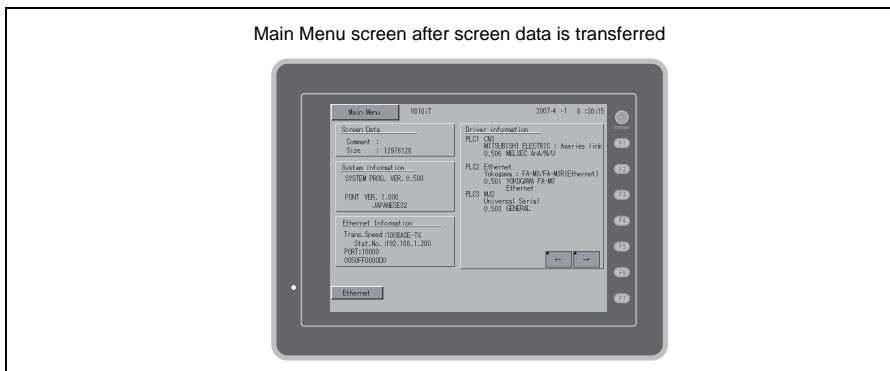 Main Menu screen after screen data is transferred
Main Menu
V810iT
2007-4 -1 8 :30:15
SYSTEM
Screen Data
Comment :
Size : 12976128
System information
SYSTEM PROG. VER. 0.500
FONT VER. 1.000
JAPANESE32
Ethernet Information
Trans.Speed :100BASE-TX
Stat.No. :192.168.1.200
PORT:10000
0050FF0000D0
Driver information
PLC1 CN1
MITSUBISHI ELECTRIC : Aseries link
0.506 MELSEC AnA/N/U
PLC2 Ethernet
Yokogawa : FA-M3/FA-M3R(Ethernet)
0.501 YOKOGAWA FA-M3
Ethernet
PLC3 MJ2
Universal Serial
0.503 GENERAL
← →
Ethernet
F1
F2
F3
F4
F5
F6
F7